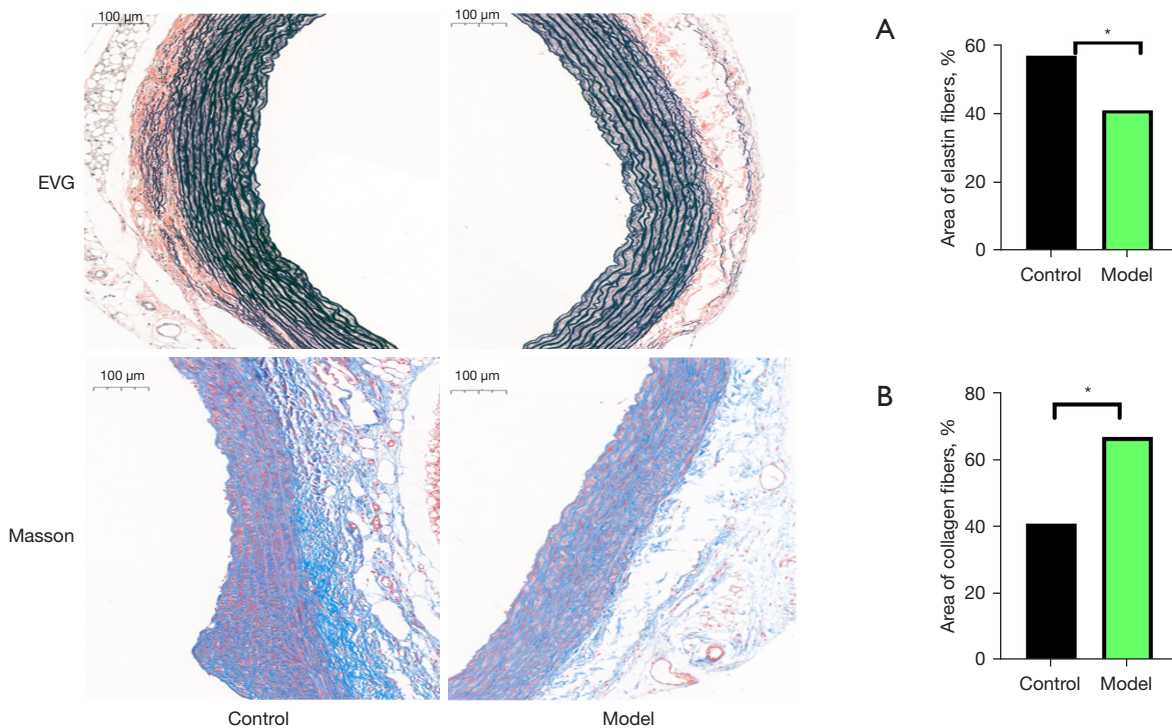 100 µm
100 µm
EVG
100 µm
100 µm
Masson
Control
Model
A
*
Area of elastin fibers, %
60
40
20
0
Control
Model
B
*
Area of collagen fibers, %
80
60
40
20
0
Control
Model